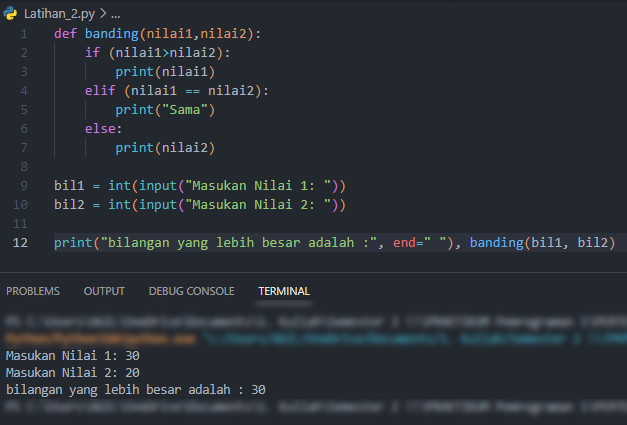 Latihan_2.py > ...
1 def banding(nilai1,nilai2):
2     if (nilai1>nilai2):
3         print(nilai1)
4     elif (nilai1 == nilai2):
5         print("Sama")
6     else:
7         print(nilai2)
8
9 bil1 = int(input("Masukan Nilai 1: "))
10 bil2 = int(input("Masukan Nilai 2: "))
11
12 print("bilangan yang lebih besar adalah :", end=" "), banding(bil1, bil2)
PROBLEMS OUTPUT DEBUG CONSOLE TERMINAL
Masukan Nilai 1: 30
Masukan Nilai 2: 20
bilangan yang lebih besar adalah : 30